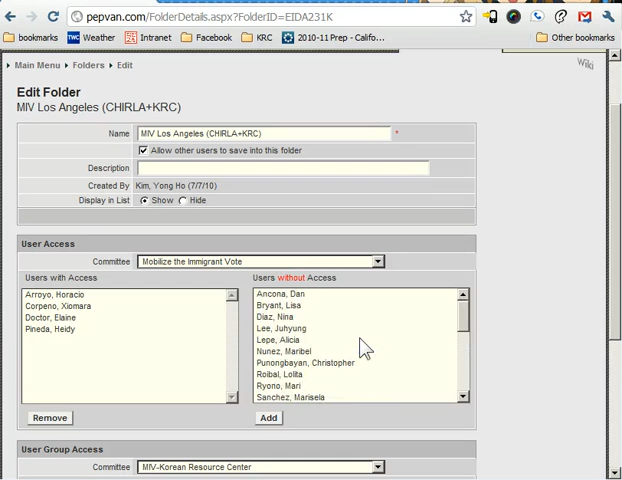 pepvan.com/FolderDetails.aspx?FolderID=EIDA231K
bookmarks TWC Weather Intranet Facebook KRC 2010-11 Prep - Califo... Other bookmarks
Main Menu Folders Edit Wiki
Edit Folder
MIV Los Angeles (CHIRLA+KRC)
Name MIV Los Angeles (CHIRLA+KRC) *
Allow other users to save into this folder
Description
Created By Kim, Yong Ho (7/7/10)
Display in List Show Hide
User Access
Committee Mobilize the Immigrant Vote
Users with Access Users without Access
Arroyo, Horacio
Corpeno, Xiomara
Doctor, Elaine
Pineda, Heidy
Ancona, Dan
Bryant, Lisa
Diaz, Nina
Lee, Juhyung
Lepe, Alicia
Nunez, Maribel
Punongbayan, Christopher
Roibal, Lolita
Ryono, Mari
Sanchez, Marisela
Remove Add
User Group Access
Committee MIV-Korean Resource Center